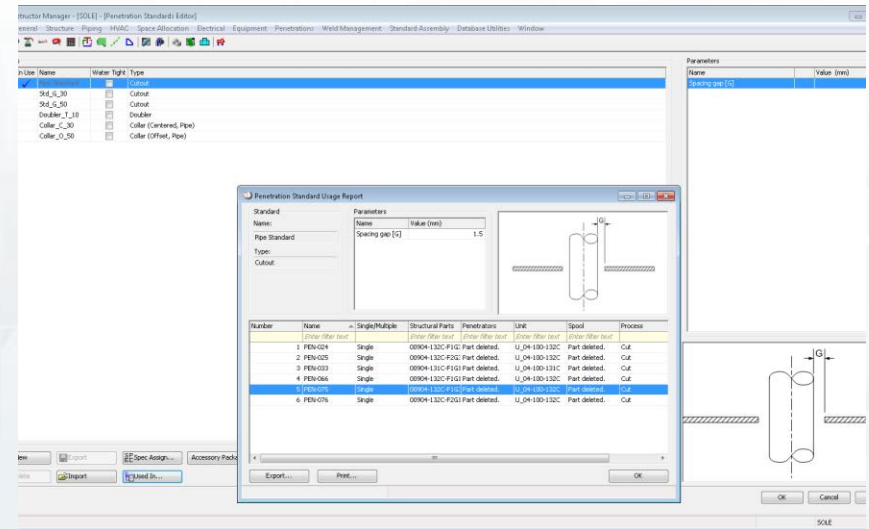 tructor Manager - [SOLE] - [Penetration Standards Editor]
eneral Structure Piping HVAC Space Allocation Electrical Equipment Penetrations Weld Management Standard Assembly Database Utilities Window
n Use Name Water Tight Type
Pipe Standard Cutout
Std_G_30 Cutout
Std_G_50 Cutout
Doubler_T_10 Doubler
Collar_C_30 Collar (Centered, Pipe)
Collar_O_50 Collar (Offset, Pipe)
Parameters
Name Value (mm)
Spacing gap [G]
Penetration Standard Usage Report
Standard
Name:
Pipe Standard
Type:
Cutout
Parameters
Name Value (mm)
Spacing gap [G] 1.5
G
Number Name Single/Multiple Structural Parts Penetrators Unit Spool Process
Enter filter text Enter filter text Enter filter text Enter filter text Enter filter text
1 PEN-024 Single 00904-132C-F1G Part deleted. U_04-100-132C Part deleted. Cut
2 PEN-025 Single 00904-132C-F2G Part deleted. U_04-100-132C Part deleted. Cut
3 PEN-033 Single 00904-131C-F1G1 Part deleted. U_04-100-131C Part deleted. Cut
4 PEN-066 Single 00904-132C-F1G1 Part deleted. U_04-100-132C Part deleted. Cut
5 PEN-075 Single 00904-132C-F1G Part deleted. U_04-100-132C Part deleted. Cut
6 PEN-076 Single 00904-132C-F2G1 Part deleted. U_04-100-132C Part deleted. Cut
Export... Print... OK
G
ew Export Spec Assign... Accessory Packa
elete Import Used In...
OK Cancel
SOLE